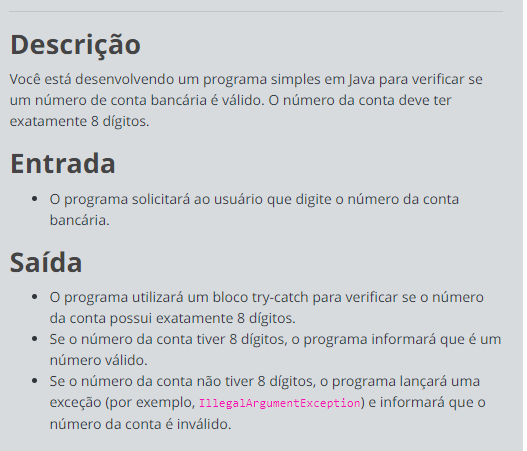 Descrição
Você está desenvolvendo um programa simples em Java para verificar se
um número de conta bancária é válido. O número da conta deve ter
exatamente 8 dígitos.
Entrada
• O programa solicitará ao usuário que digite o número da conta
bancária.
Saída
• O programa utilizará um bloco try-catch para verificar se o número
da conta possui exatamente 8 dígitos.
• Se o número da conta tiver 8 dígitos, o programa informará que é um
número válido.
• Se o número da conta não tiver 8 dígitos, o programa lançará uma
exceção (por exemplo, IllegalArgumentException) e informará que o
número da conta é inválido.